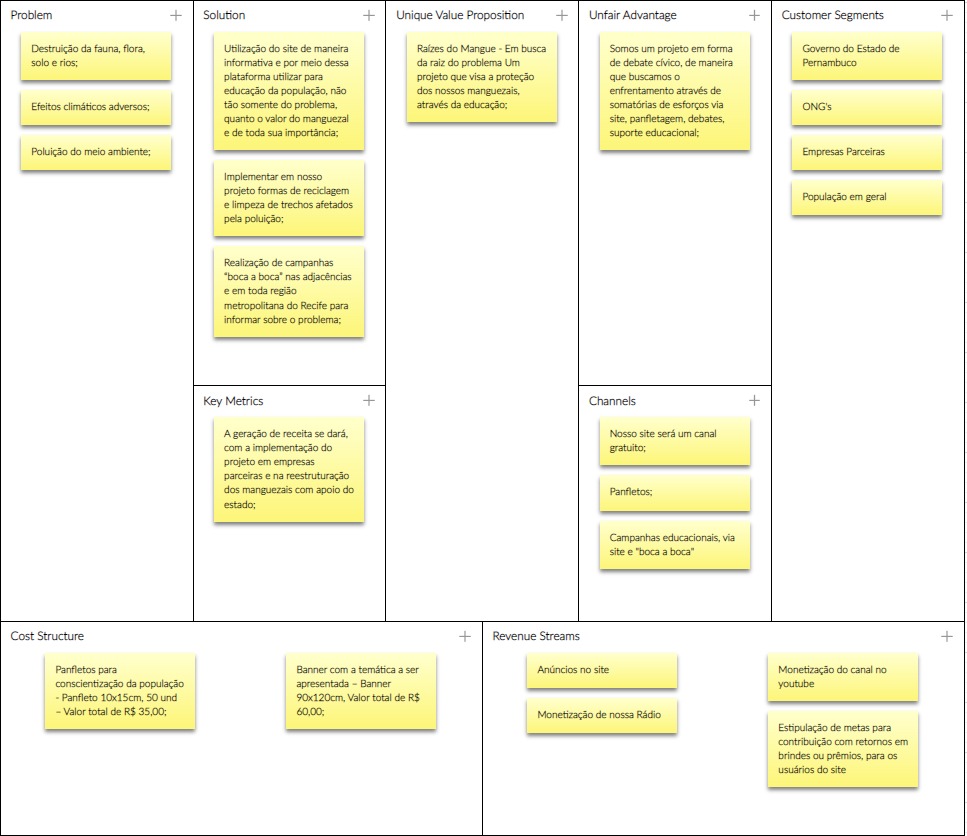 Problem
Destruição da fauna, flora,
solo e rios;
Efeitos climáticos adversos;
Poluição do meio ambiente;
Solution
Utilização do site de maneira
informativa e por meio dessa
plataforma utilizar para
educação da população, não
tão somente do problema,
quanto o valor do manguezal
e de toda sua importância;
Implementar em nosso
projeto formas de reciclagem
e limpeza de trechos afetados
pela poluição;
Realização de campanhas
"boca a boca" nas adjacências
e em toda região
metropolitana do Recife para
informar sobre o problema;
Key Metrics
A geração de receita se dará,
com a implementação do
projeto em empresas
parceiras e na reestruturação
dos manguezais com apoio do
estado;
Unique Value Proposition
Raízes do Mangue - Em busca
da raiz do problema Um
projeto que visa a proteção
dos nossos manguezais,
através da educação;
Unfair Advantage
Somos um projeto em forma
de debate cívico, de maneira
que buscamos o
enfrentamento através de
somatórias de esforços via
site, panfletagem, debates,
suporte educacional;
Channels
Nosso site será um canal
gratuito;
Panfletos;
Campanhas educacionais, via
site e "boca a boca"
Customer Segments
Governo do Estado de
Pernambuco
ONG's
Empresas Parceiras
População em geral
Cost Structure
Panfletos para
conscientização da população
- Panfleto 10x15cm, 50 und
– Valor total de R$ 35,00;
Banner com a temática a ser
apresentada – Banner
90x120cm, Valor total de R$
60,00;
Revenue Streams
Anúncios no site
Monetização de nossa Rádio
Monetização do canal no
youtube
Estipulação de metas para
contribuição com retornos em
brindes ou prêmios, para os
usuários do site